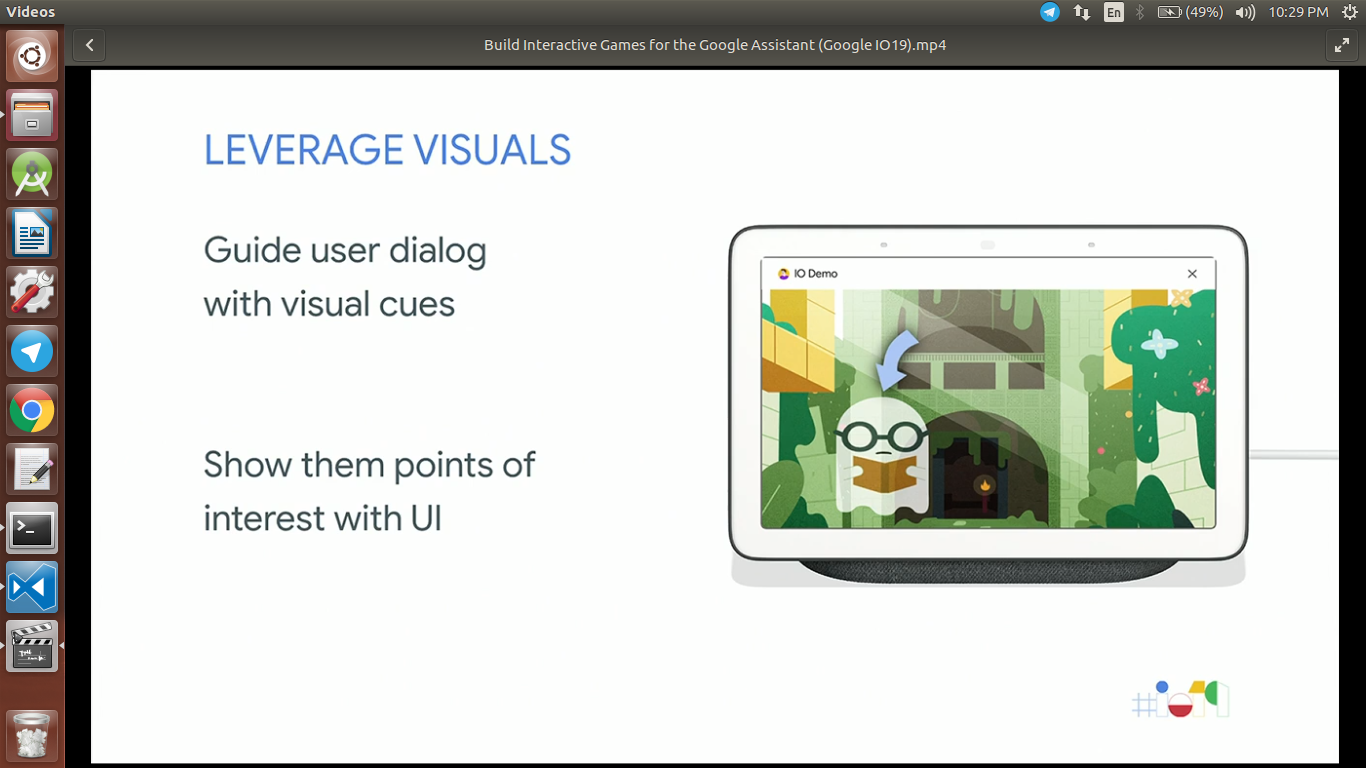 Videos
En
(49%)
10:29 PM
Build Interactive Games for the Google Assistant (Google IO19).mp4
LEVERAGE VISUALS
Guide user dialog
with visual cues
IO Demo
Show them points of
interest with UI
#io19